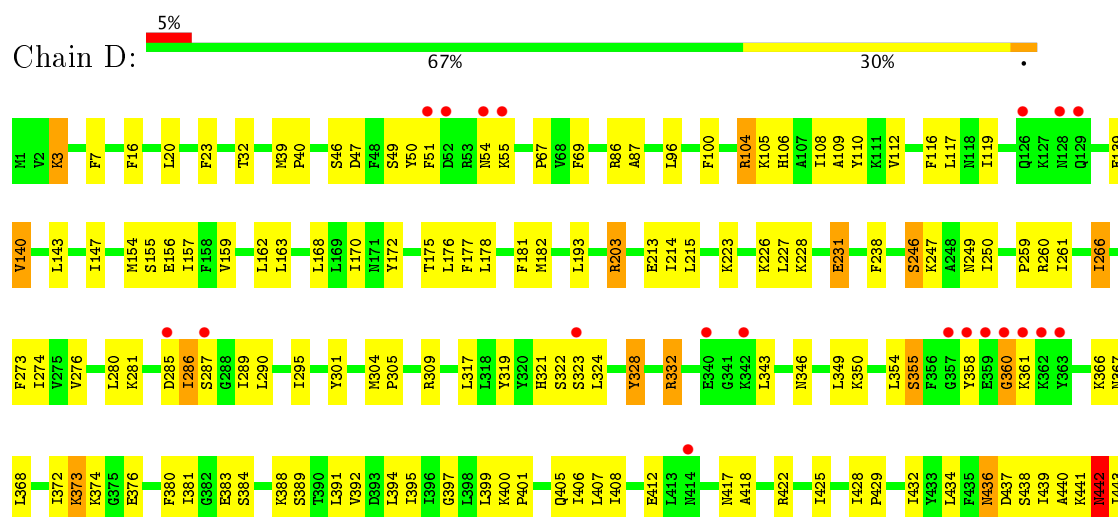 5%
Chain D:
67% 30% •
M1 V2 K3 F7 F16 L20 F23 T32 M39 P40 S46 D47 F48 S49 Y50 F51 D52 R53 N54 K55 P67 V68 F69 R86 A87 L96 F100 R104 K105 H106 A107 I108 A109 Y110 K111 V112 F116 L117 N118 I119 Q126 K127 N128 Q129
V140 L143 I147 M154 S155 E156 I157 F158 V159 L162 L163 L168 L169 I170 N171 Y172 T175 L176 F177 L178 F181 M182 L193 R203 E213 I214 L215 K223 K226 L227 K228 E231 F238 S246 K247 A248 N249 I250 P259 R260 I261 I266
F273 I274 V275 V276 L280 K281 D285 I286 S287 G288 I289 L290 I295 Y301 M304 P305 R309 L317 L318 Y319 Y320 H321 S322 S323 L324 Y328 R332 E340 G341 K342 L343 N346 L349 K350 L354 S355 F356 G357 Y358 E359 G360 K361 K362 Y363 K366 N367
L368 I372 K373 K374 G375 E376 F380 I381 G382 E383 S384 K388 S389 T390 L391 V392 D393 L394 I395 I396 G397 L398 L399 K400 P401 Q405 I406 L407 I408 E412 L413 N414 N417 A418 R422 I425 I428 P429 I432 Y433 L434 F435 N436 D437 S438 I439 A440 K441 N442